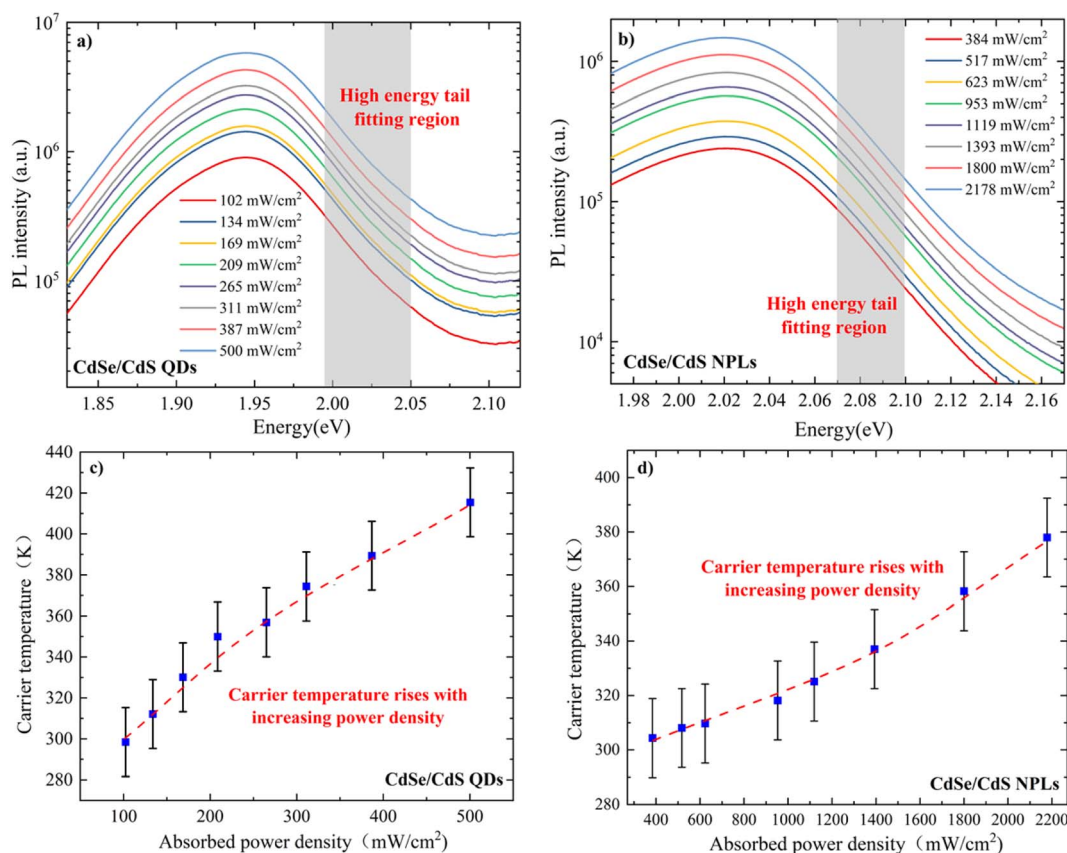 a)
High energy tail
fitting region
102 mW/cm²
134 mW/cm²
169 mW/cm²
209 mW/cm²
265 mW/cm²
311 mW/cm²
387 mW/cm²
500 mW/cm²
CdSe/CdS QDs
PL intensity (a.u.)
10⁷
10⁶
10⁵
1.85
1.90
1.95
2.00
2.05
2.10
Energy(eV)
b)
384 mW/cm²
517 mW/cm²
623 mW/cm²
953 mW/cm²
1119 mW/cm²
1393 mW/cm²
1800 mW/cm²
2178 mW/cm²
High energy tail
fitting region
CdSe/CdS NPLs
PL intensity (a.u.)
10⁶
10⁵
10⁴
1.98
2.00
2.02
2.04
2.06
2.08
2.10
2.12
2.14
2.16
Energy(eV)
c)
Carrier temperature rises with
increasing power density
CdSe/CdS QDs
Carrier temperature（K）
440
420
400
380
360
340
320
300
280
100
200
300
400
500
Absorbed power density（mW/cm²）
d)
Carrier temperature rises with
increasing power density
CdSe/CdS NPLs
Carrier temperature（K）
400
380
360
340
320
300
280
400
600
800
1000
1200
1400
1600
1800
2000
2200
Absorbed power density（mW/cm²）